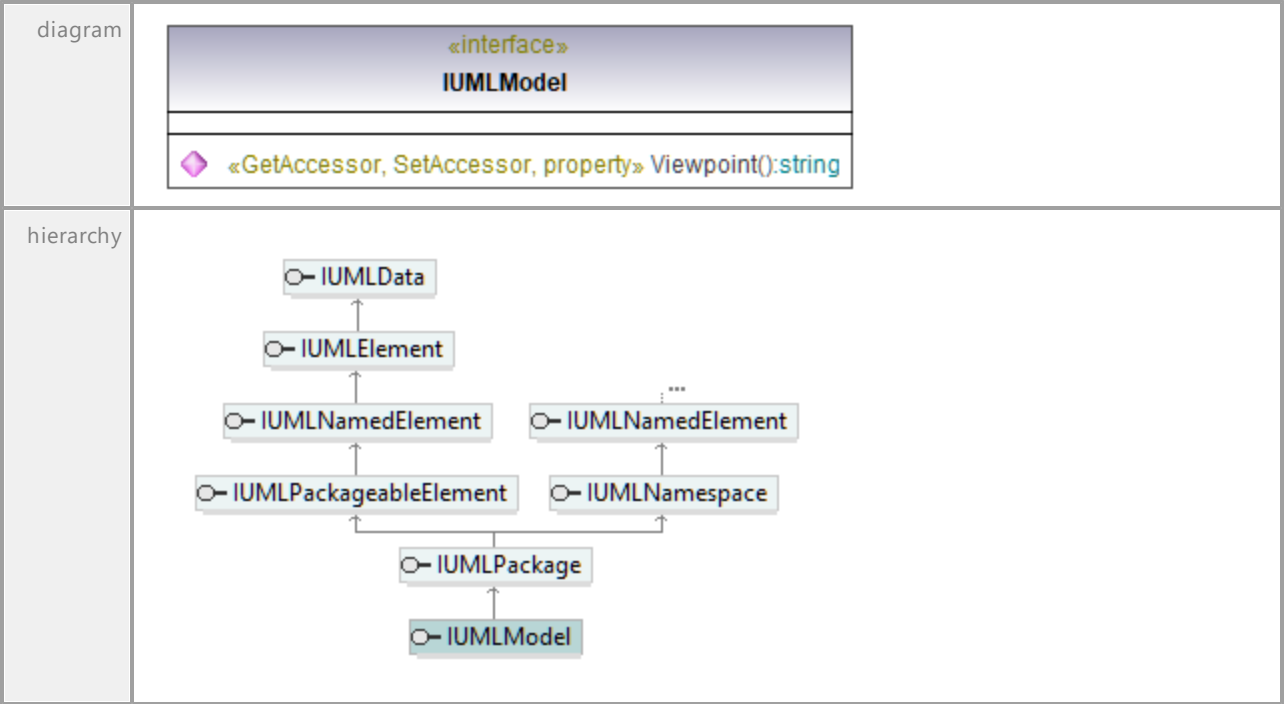 diagram
«interface»
IUMLModel
«GetAccessor, SetAccessor, property» Viewpoint():string
hierarchy
IUMLData
IUMLElement
...
IUMLNamedElement IUMLNamedElement
IUMLPackageableElement IUMLNamespace
IUMLPackage
IUMLModel